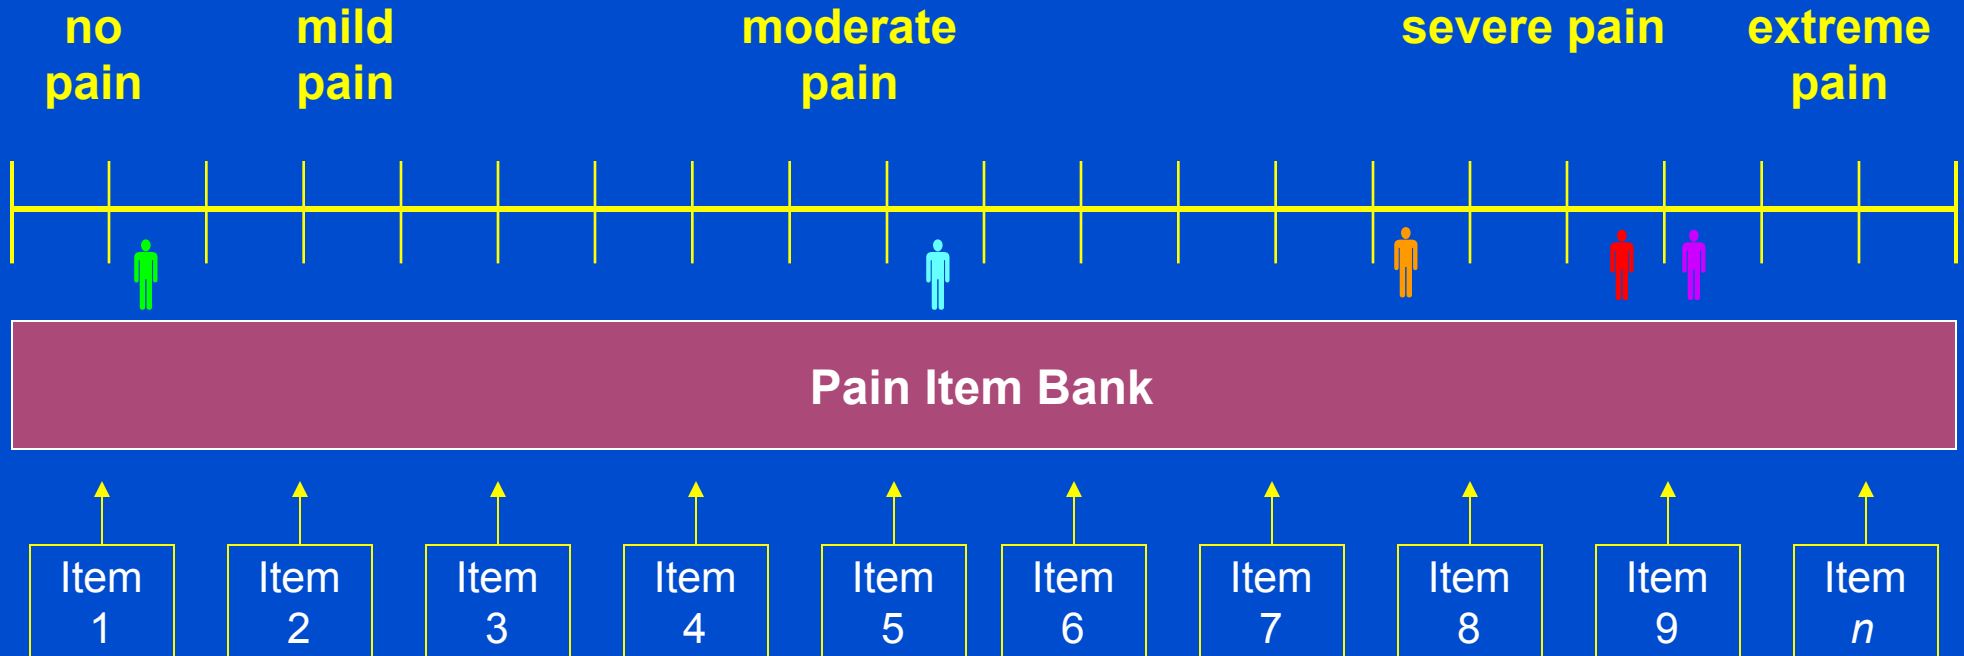 no mild moderate severe pain extreme
pain pain pain pain
Pain Item Bank
Item Item Item Item Item Item Item Item Item Item
1 2 3 4 5 6 7 8 9 n